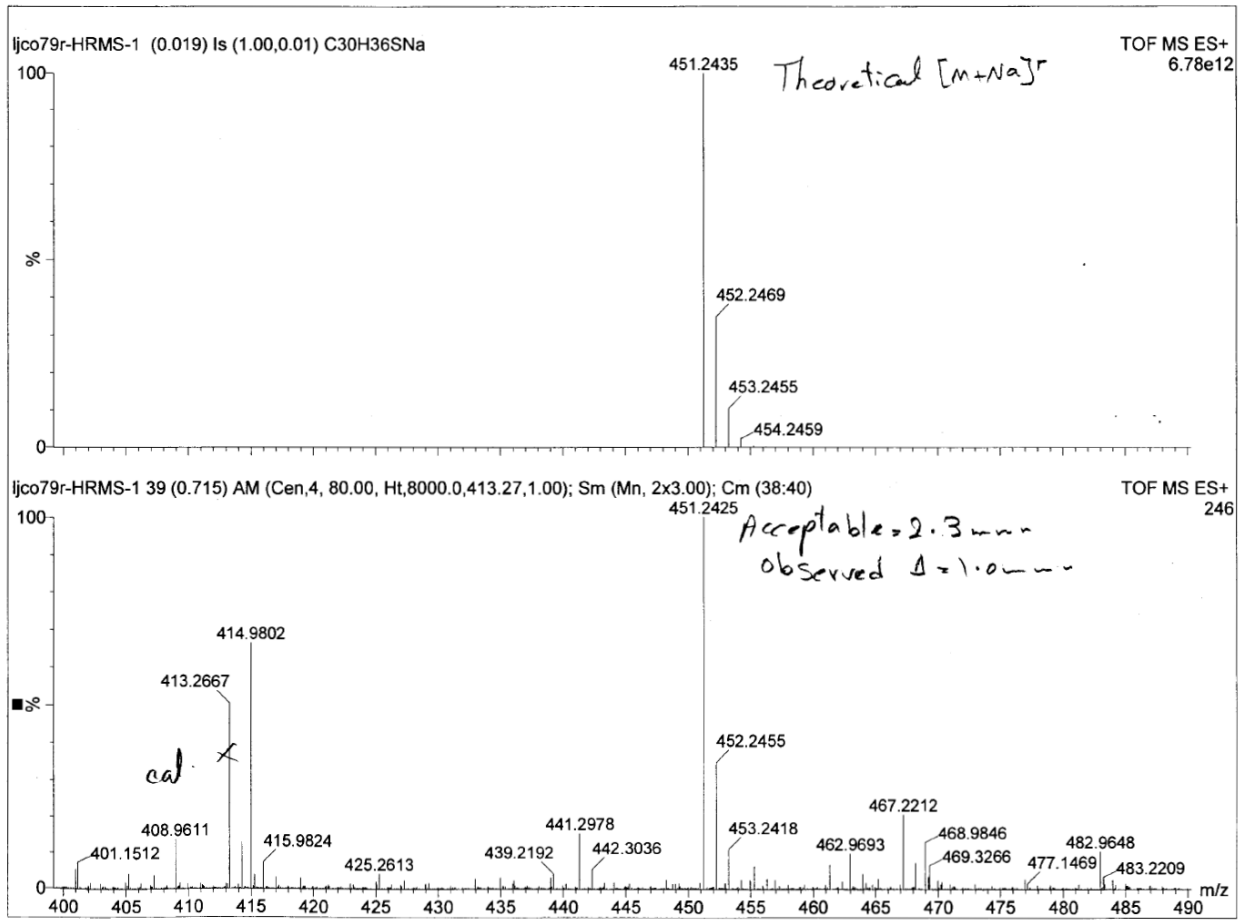 ljco79r-HRMS-1 (0.019) Is (1.00,0.01) C30H36SNa
TOF MS ES+
6.78e12
100
451.2435
Theoretical [M+Na]+
%
452.2469
453.2455
454.2459
0
ljco79r-HRMS-1 39 (0.715) AM (Cen,4, 80.00, Ht,8000.0,413.27,1.00); Sm (Mn, 2x3.00); Cm (38:40)
TOF MS ES+
246
100
451.2425
Acceptable = 2.3
Observed Δ = 1.0
414.9802
413.2667
%
cal
452.2455
467.2212
408.9611
441.2978
453.2418
468.9846
415.9824
462.9693
482.9648
401.1512
439.2192
442.3036
469.3266
477.1469
425.2613
483.2209
0
400 405 410 415 420 425 430 435 440 445 450 455 460 465 470 475 480 485 490
m/z